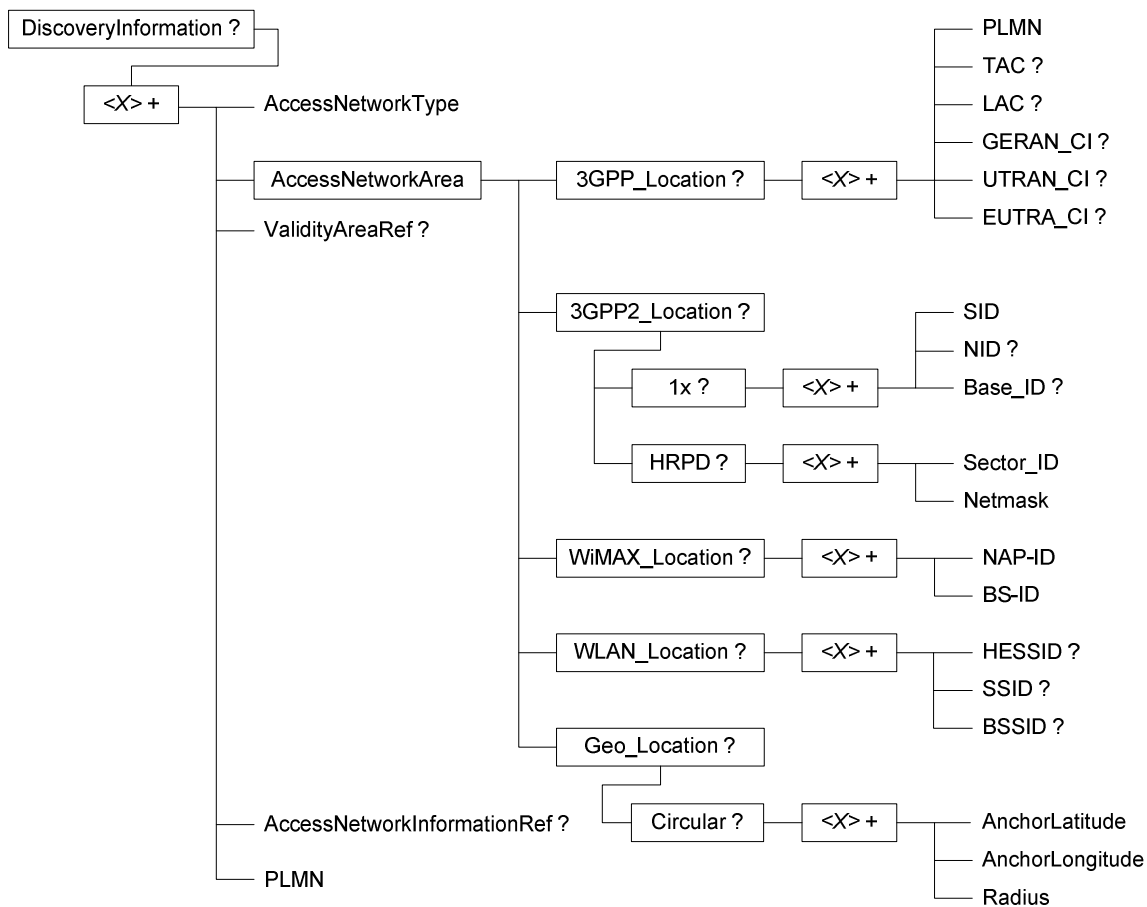 DiscoveryInformation ?
<X> +
AccessNetworkType
AccessNetworkArea
3GPP_Location ?
<X> +
PLMN
TAC ?
LAC ?
GERAN_CI ?
UTRAN_CI ?
EUTRA_CI ?
ValidityAreaRef ?
3GPP2_Location ?
1x ?
<X> +
SID
NID ?
Base_ID ?
HRPD ?
<X> +
Sector_ID
Netmask
WiMAX_Location ?
<X> +
NAP-ID
BS-ID
WLAN_Location ?
<X> +
HESSID ?
SSID ?
BSSID ?
Geo_Location ?
Circular ?
<X> +
AnchorLatitude
AnchorLongitude
Radius
AccessNetworkInformationRef ?
PLMN